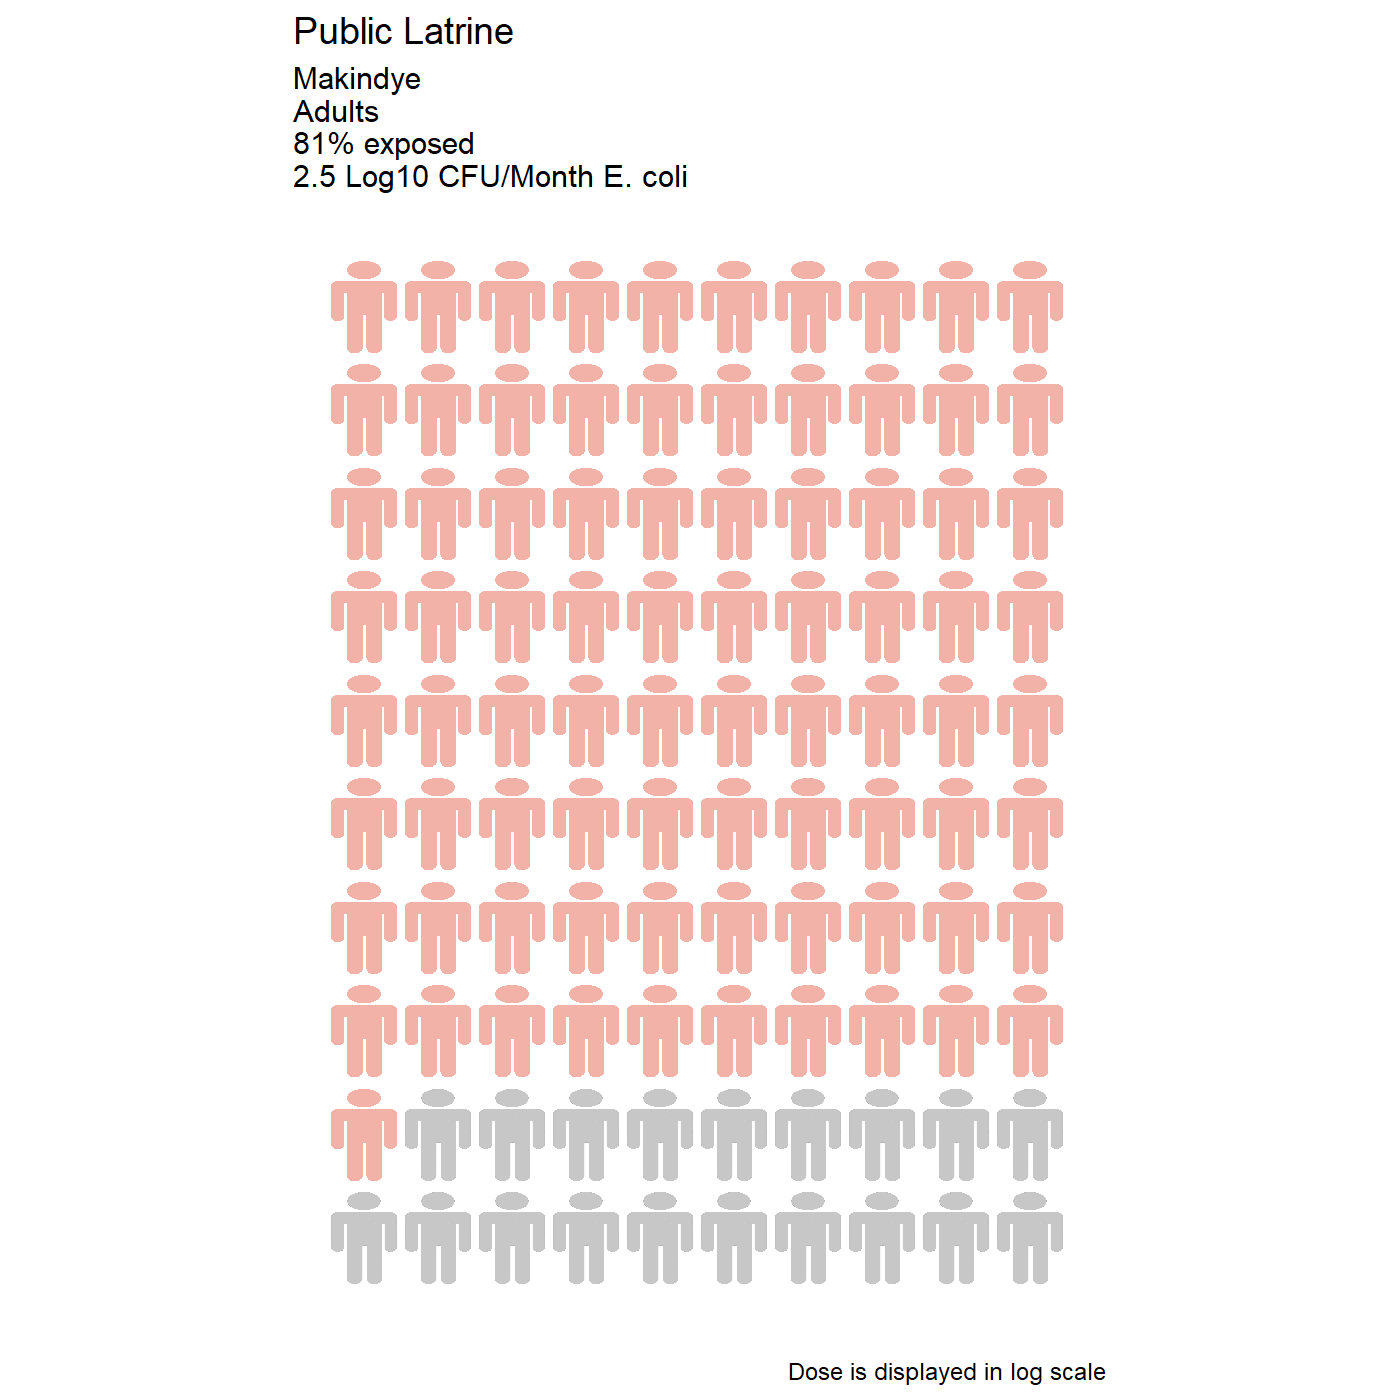 Public Latrine
Makindye
Adults
81% exposed
2.5 Log10 CFU/Month E. coli
Dose is displayed in log scale